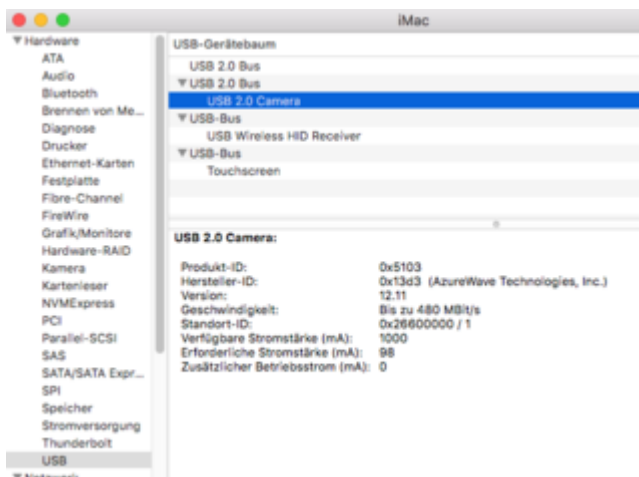 iMac
▼ Hardware
ATA
Audio
Bluetooth
Brennen von Me...
Diagnose
Drucker
Ethernet-Karten
Festplatte
Fibre-Channel
FireWire
Grafik/Monitore
Hardware-RAID
Kamera
Kartenleser
NVMExpress
PCI
Parallel-SCSI
SAS
SATA/SATA Expr...
SPI
Speicher
Stromversorgung
Thunderbolt
USB
▼ Netzwerk
USB-Gerätebaum
USB 2.0 Bus
▼ USB 2.0 Bus
USB 2.0 Camera
▼ USB-Bus
USB Wireless HID Receiver
▼ USB-Bus
Touchscreen
USB 2.0 Camera:
Produkt-ID: 0x5103
Hersteller-ID: 0x13d3 (AzureWave Technologies, Inc.)
Version: 12.11
Geschwindigkeit: Bis zu 480 MBit/s
Standort-ID: 0x26600000 / 1
Verfügbare Stromstärke (mA): 1000
Erforderliche Stromstärke (mA): 98
Zusätzlicher Betriebsstrom (mA): 0